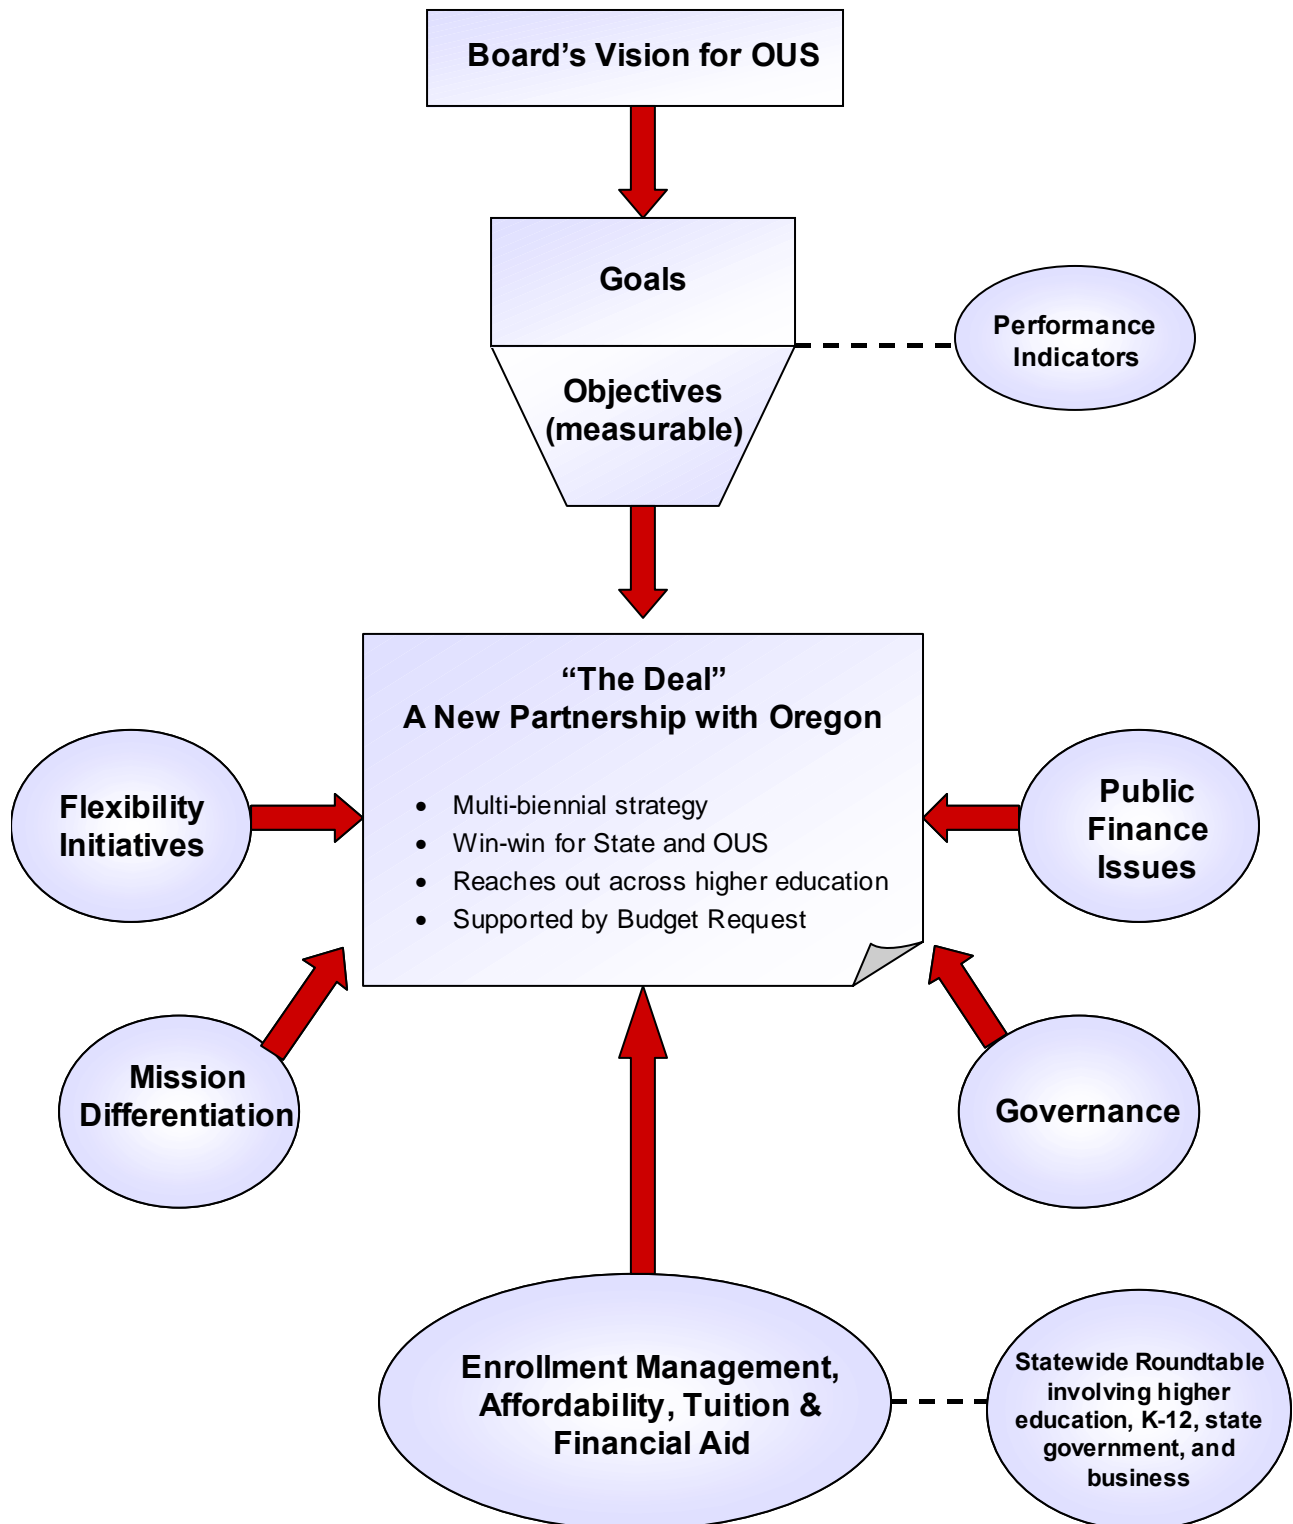 Board’s Vision for OUS
Goals
Performance
Indicators
Objectives
(measurable)
“The Deal”
A New Partnership with Oregon
• Multi-biennial strategy
• Win-win for State and OUS
• Reaches out across higher education
• Supported by Budget Request
Flexibility
Initiatives
Public
Finance
Issues
Mission
Differentiation
Governance
Enrollment Management,
Affordability, Tuition &
Financial Aid
Statewide Roundtable
involving higher
education, K-12, state
government, and
business